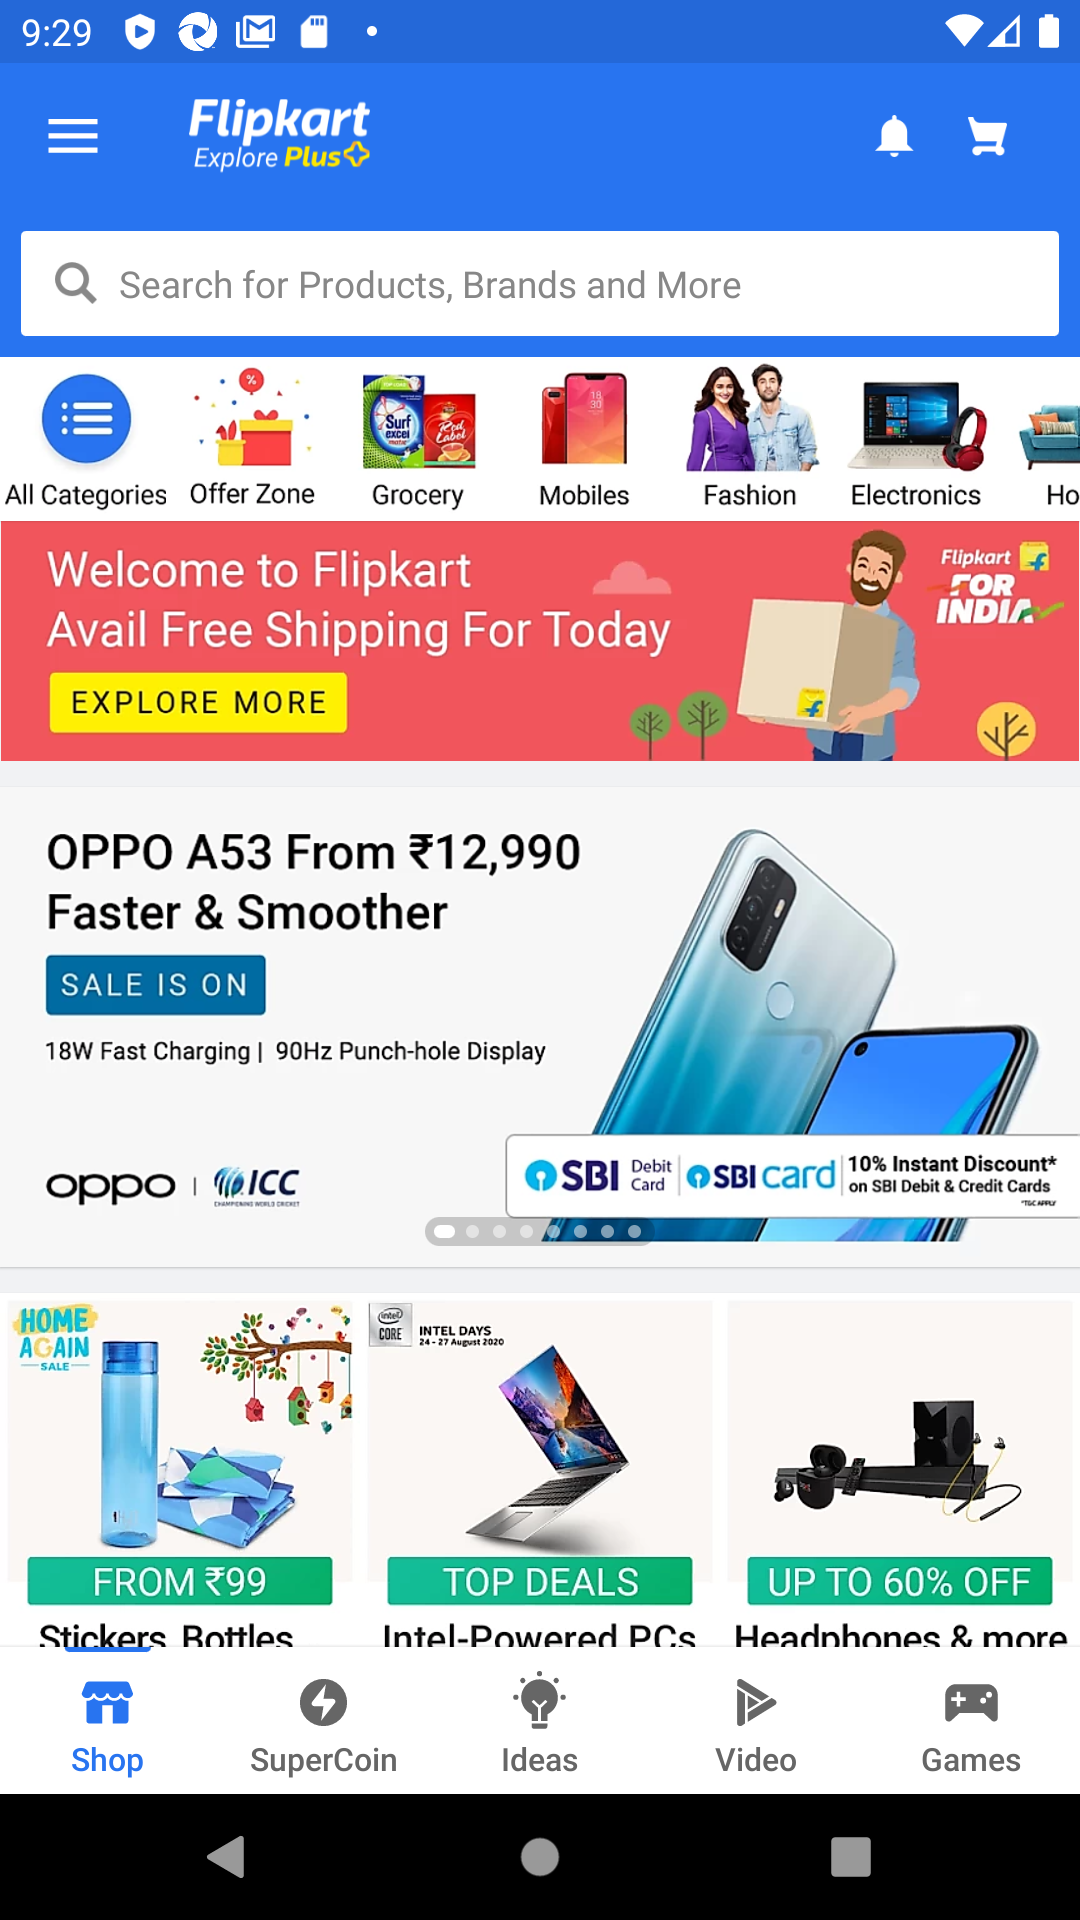 9:29
Flipkart
Explore Plus
Search for Products, Brands and More
All Categories
Offer Zone
Grocery
Mobiles
Fashion
Electronics
Ho
Welcome to Flipkart
Avail Free Shipping For Today
EXPLORE MORE
Flipkart
FOR
INDIA
OPPO A53 From ₹12,990
Faster & Smoother
SALE IS ON
18W Fast Charging | 90Hz Punch-hole Display
oppo | ICC
SBI Debit Card
SBI card
10% Instant Discount*
on SBI Debit & Credit Cards
*T&C APPLY
HOME
AGAIN
SALE
FROM ₹99
Stickers, Bottles
intel
CORE
INTEL DAYS
24 - 27 August 2020
TOP DEALS
Intel-Powered PCs
UP TO 60% OFF
Headphones & more
Shop
SuperCoin
Ideas
Video
Games